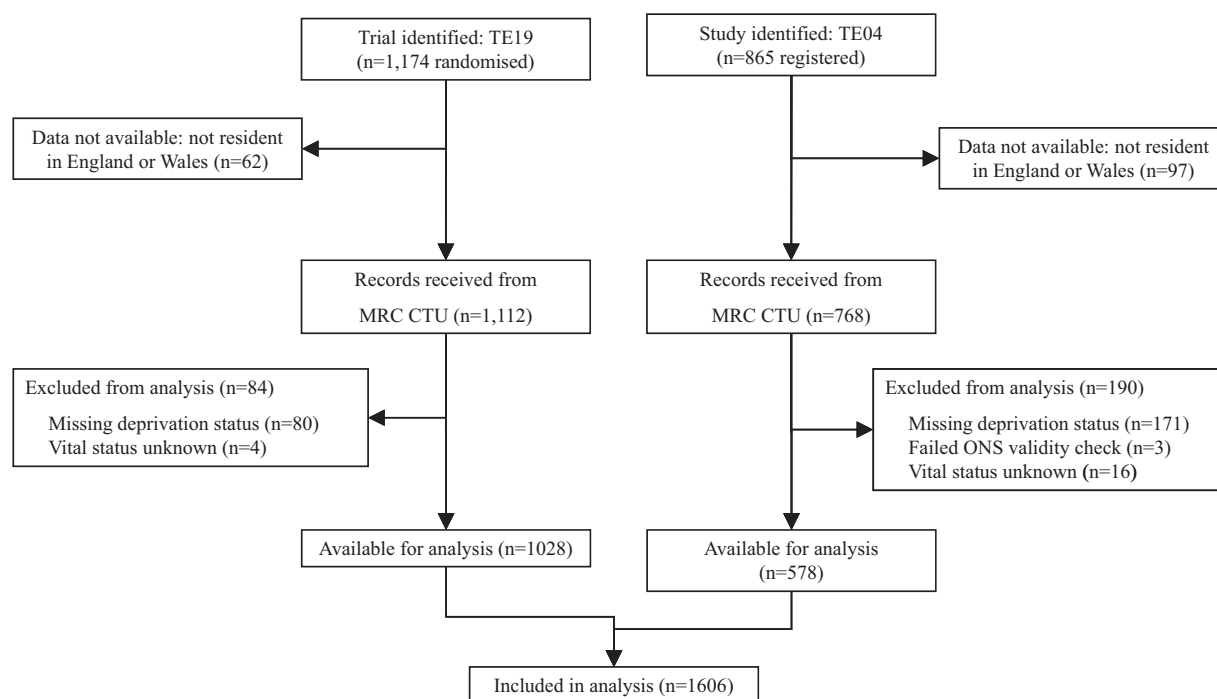 Trial identified: TE19
(n=1,174 randomised)
Study identified: TE04
(n=865 registered)
Data not available: not resident
in England or Wales (n=62)
Data not available: not resident
in England or Wales (n=97)
Records received from
MRC CTU (n=1,112)
Records received from
MRC CTU (n=768)
Excluded from analysis (n=84)
Missing deprivation status (n=80)
Vital status unknown (n=4)
Excluded from analysis (n=190)
Missing deprivation status (n=171)
Failed ONS validity check (n=3)
Vital status unknown (n=16)
Available for analysis (n=1028)
Available for analysis
(n=578)
Included in analysis (n=1606)